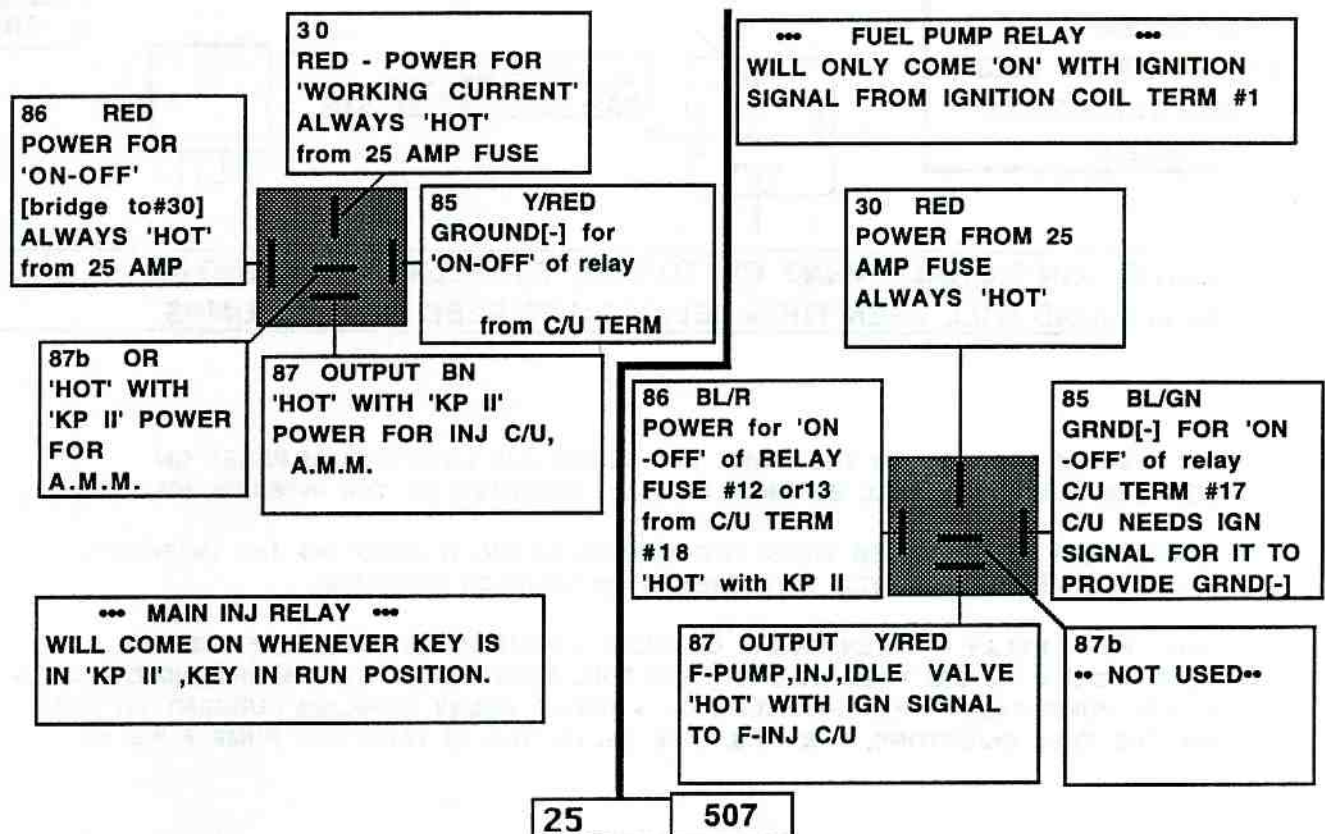 30
RED - POWER FOR
'WORKING CURRENT'
ALWAYS 'HOT'
from 25 AMP FUSE
86 RED
POWER FOR
'ON-OFF'
[bridge to#30]
ALWAYS 'HOT'
from 25 AMP
85 Y/RED
GROUND[-] for
'ON-OFF' of relay
from C/U TERM
87b OR
'HOT' WITH
'KP II' POWER
FOR
A.M.M.
87 OUTPUT BN
'HOT' WITH 'KP II'
POWER FOR INJ C/U,
A.M.M.
••• MAIN INJ RELAY •••
WILL COME ON WHENEVER KEY IS
IN 'KP II' ,KEY IN RUN POSITION.
••• FUEL PUMP RELAY •••
WILL ONLY COME 'ON' WITH IGNITION
SIGNAL FROM IGNITION COIL TERM #1
30 RED
POWER FROM 25
AMP FUSE
ALWAYS 'HOT'
86 BL/R
POWER for 'ON
-OFF' of RELAY
FUSE #12 or13
from C/U TERM
#18
'HOT' with KP II
85 BL/GN
GRND[-] FOR 'ON
-OFF' of relay
C/U TERM #17
C/U NEEDS IGN
SIGNAL FOR IT TO
PROVIDE GRND[-]
87 OUTPUT Y/RED
F-PUMP,INJ,IDLE VALVE
'HOT' WITH IGN SIGNAL
TO F-INJ C/U
87b
•• NOT USED••
25
507